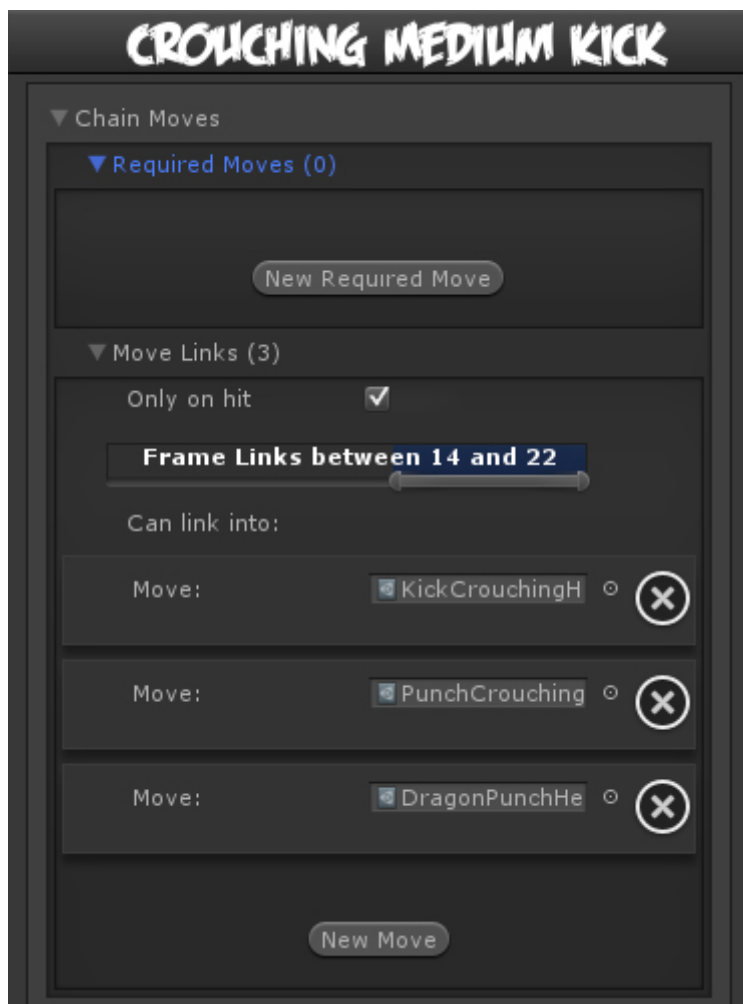 CROUCHING MEDIUM KICK
Chain Moves
Required Moves (0)
New Required Move
Move Links (3)
Only on hit
Frame Links between 14 and 22
Can link into:
Move: KickCrouchingH
Move: PunchCrouching
Move: DragonPunchHe
New Move